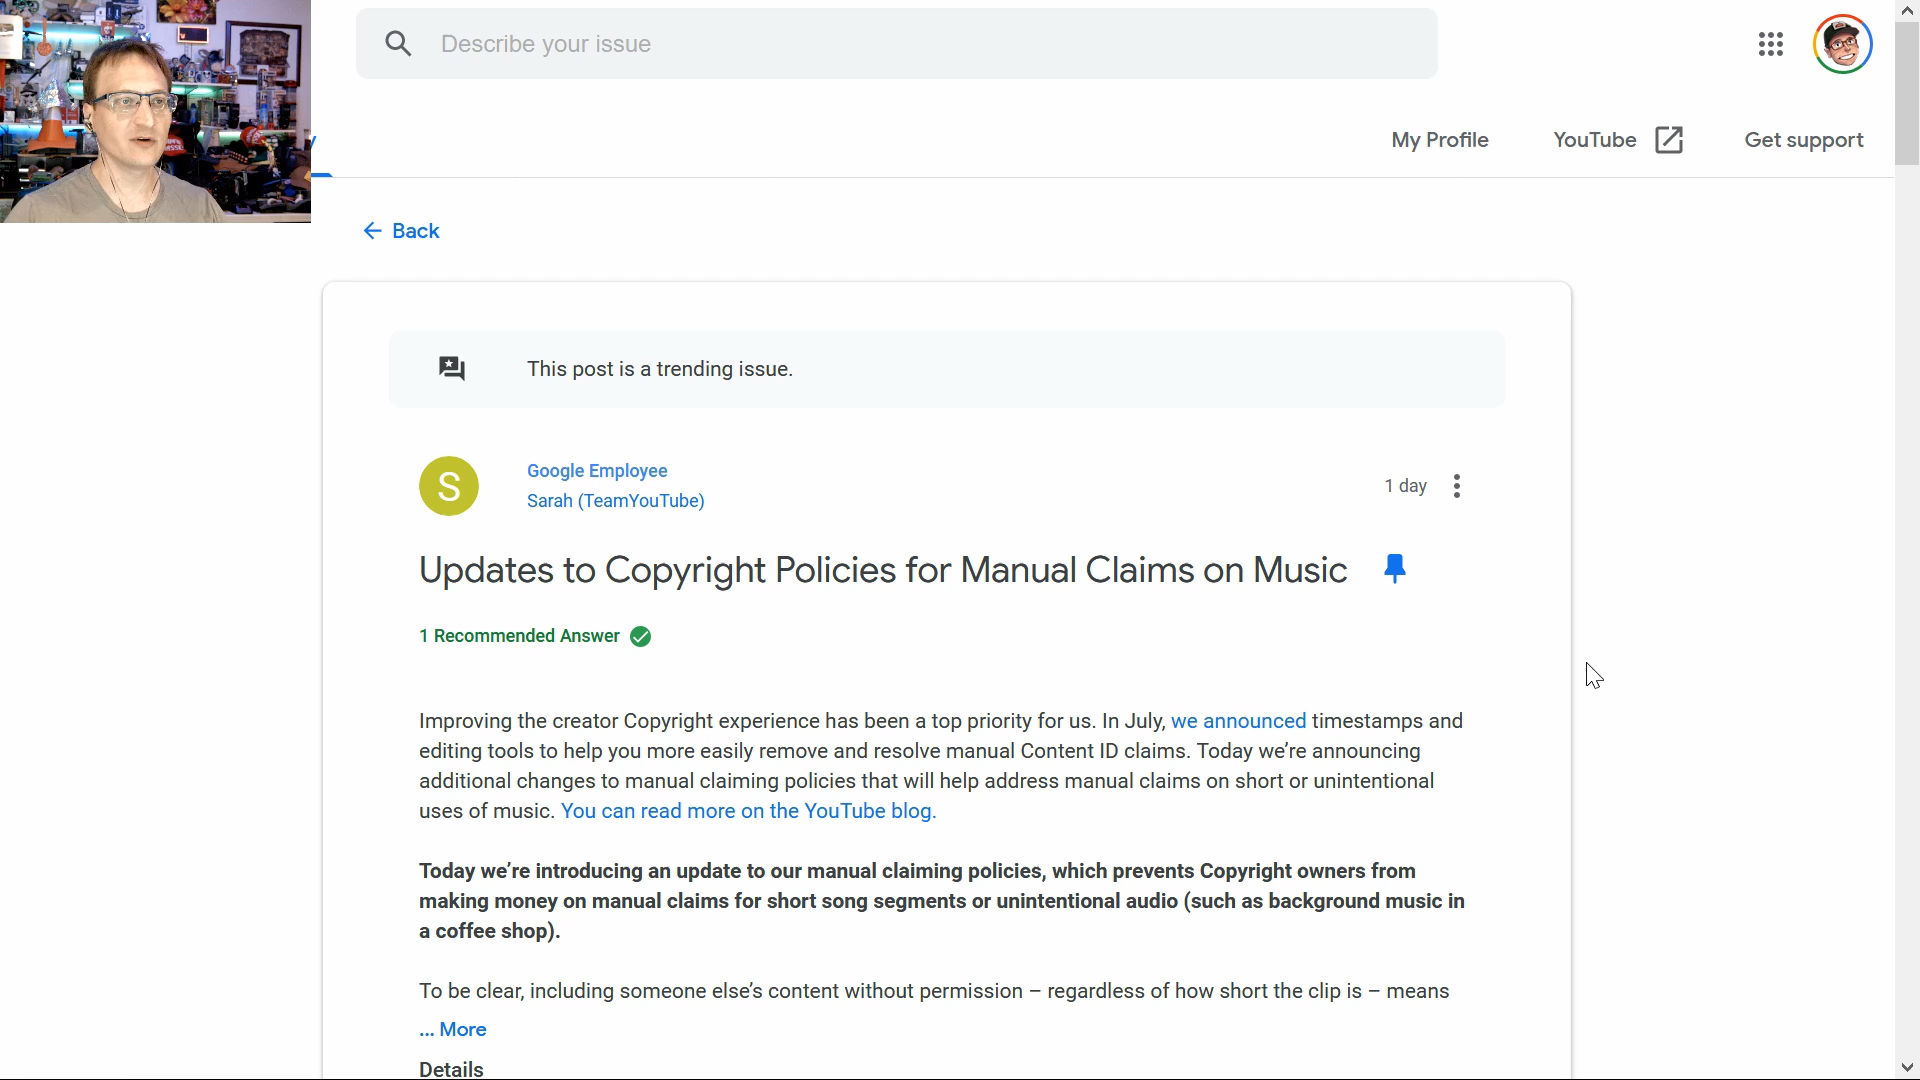 Describe your issue
My Profile
YouTube
Get support
Back
This post is a trending issue.
S
Google Employee
Sarah (TeamYouTube)
1 day
Updates to Copyright Policies for Manual Claims on Music
1 Recommended Answer
Improving the creator Copyright experience has been a top priority for us. In July, we announced timestamps and
editing tools to help you more easily remove and resolve manual Content ID claims. Today we’re announcing
additional changes to manual claiming policies that will help address manual claims on short or unintentional
uses of music. You can read more on the YouTube blog.
Today we’re introducing an update to our manual claiming policies, which prevents Copyright owners from
making money on manual claims for short song segments or unintentional audio (such as background music in
a coffee shop).
To be clear, including someone else’s content without permission – regardless of how short the clip is – means
... More
Details